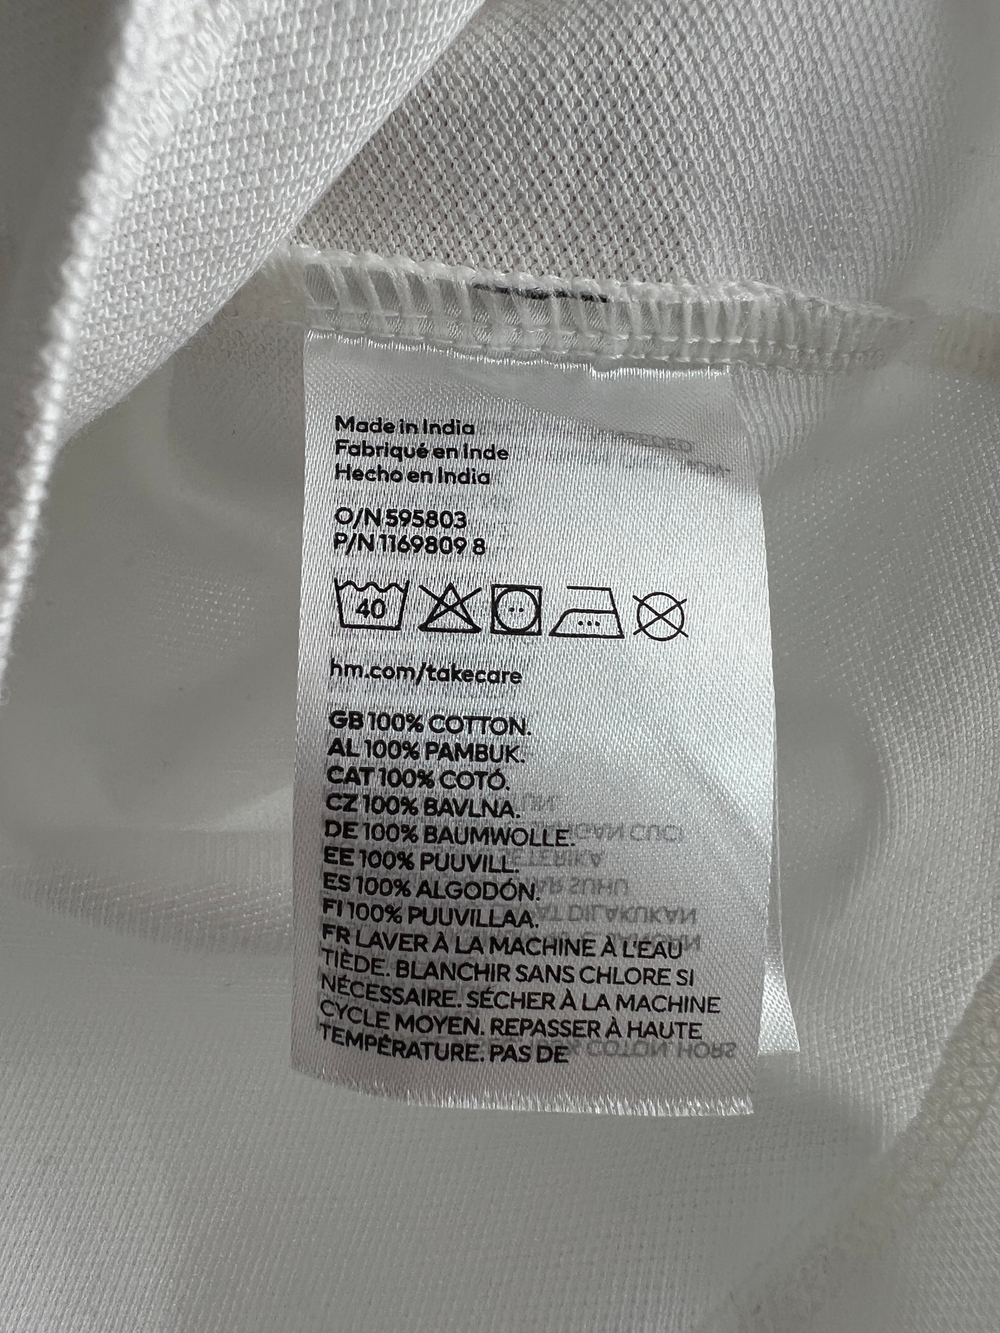 Made in India
Fabriqué en Inde
Hecho en India
O/N 595803
P/N 1169809 8
40
hm.com/takecare
GB 100% COTTON.
AL 100% PAMBUK.
CAT 100% COTÓ.
CZ 100% BAVLNA.
DE 100% BAUMWOLLE.
EE 100% PUUVILL.
ES 100% ALGODÓN.
FI 100% PUUVILLAA.
FR LAVER À LA MACHINE À L'EAU
TIÈDE. BLANCHIR SANS CHLORE SI
NÉCESSAIRE. SÉCHER À LA MACHINE
CYCLE MOYEN. REPASSER À HAUTE
TEMPÉRATURE. PAS DE